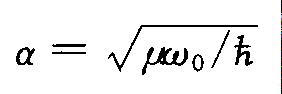 α = √μω₀/ħ